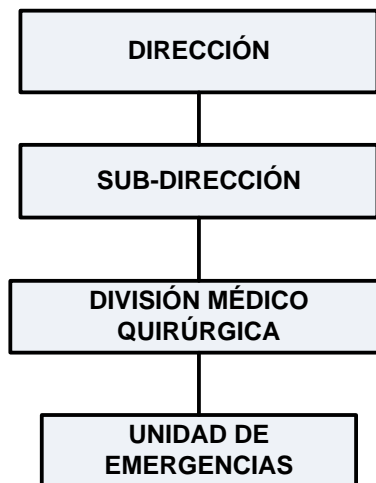 DIRECCIÓN
SUB-DIRECCIÓN
DIVISIÓN MÉDICO
QUIRÚRGICA
UNIDAD DE
EMERGENCIAS